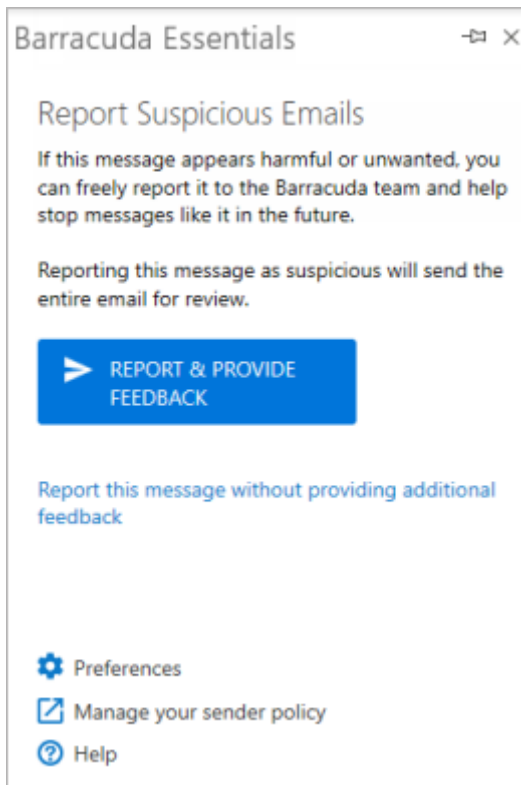 Barracuda Essentials
Report Suspicious Emails
If this message appears harmful or unwanted, you
can freely report it to the Barracuda team and help
stop messages like it in the future.
Reporting this message as suspicious will send the
entire email for review.
REPORT & PROVIDE
FEEDBACK
Report this message without providing additional
feedback
Preferences
Manage your sender policy
Help